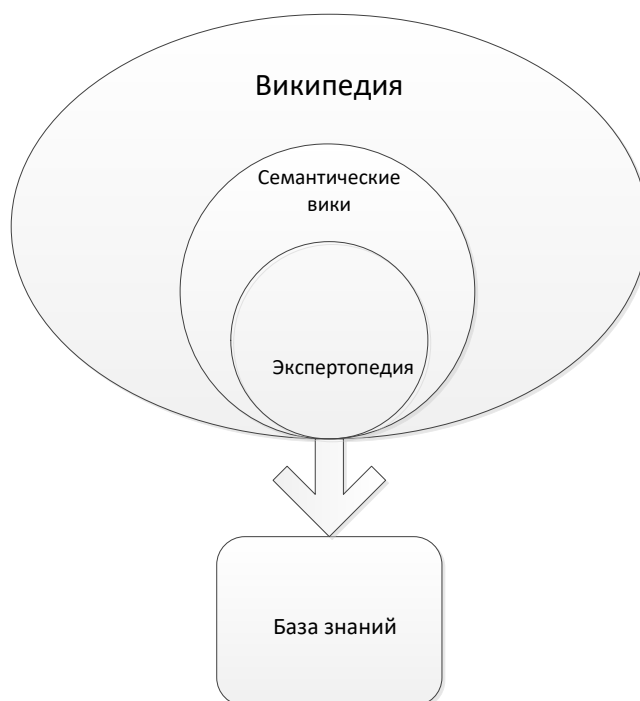 Википедия
Семантические
вики
Экспертопедия
База знаний